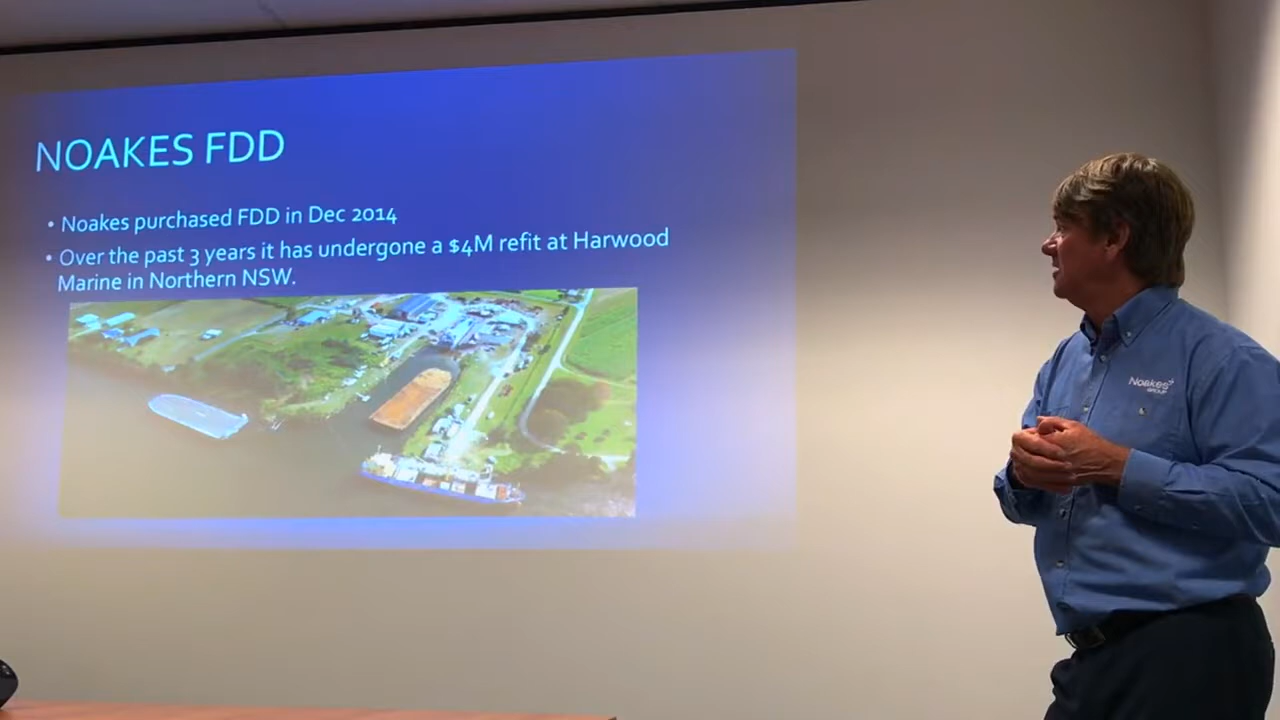 NOAKES FDD
• Noakes purchased FDD in Dec 2014
• Over the past 3 years it has undergone a $4M refit at Harwood
Marine in Northern NSW.
Noakes
GROUP